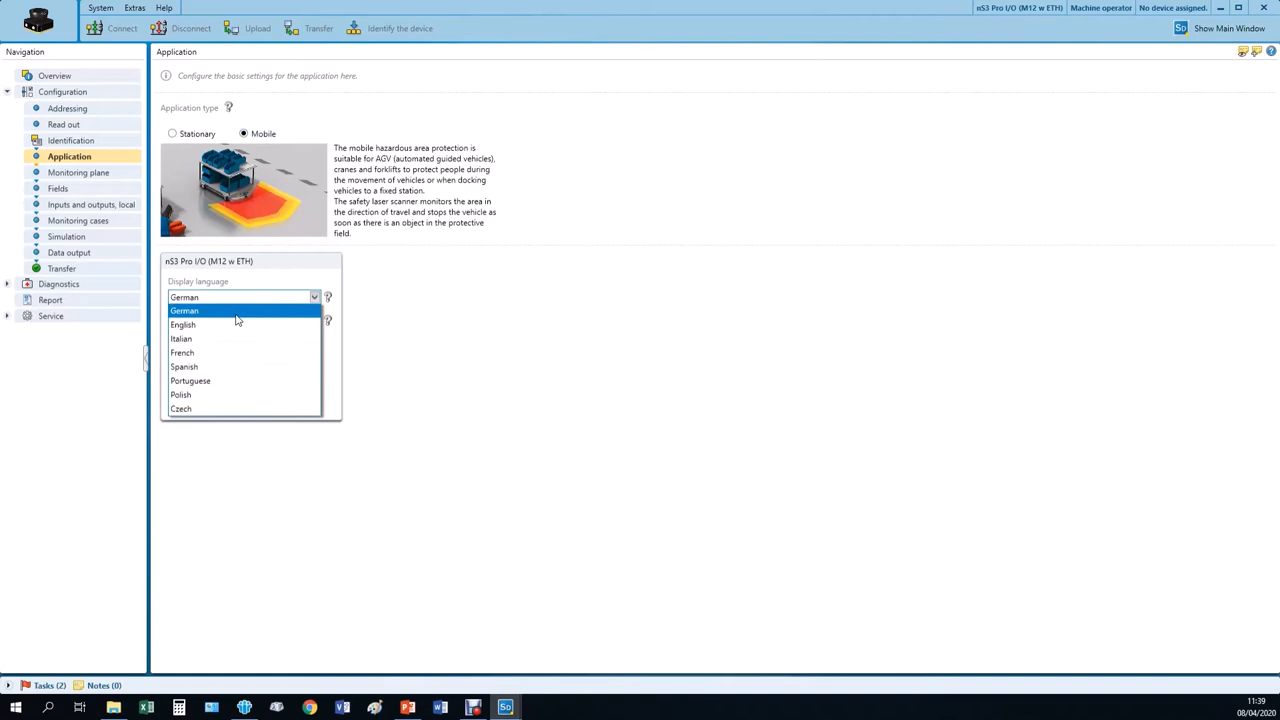 System Extras Help
nS3 Pro I/O (M12 w ETH) Machine operator No device assigned.
Connect Disconnect Upload Transfer Identify the device
So Show Main Window
Navigation
Overview
Configuration
Addressing
Read out
Identification
Application
Monitoring plane
Fields
Inputs and outputs, local
Monitoring cases
Simulation
Data output
Transfer
Diagnostics
Report
Service
Application
Configure the basic settings for the application here.
Application type
Stationary Mobile
The mobile hazardous area protection is
suitable for AGV (automated guided vehicles),
cranes and forklifts to protect people during
the movement of vehicles or when docking
vehicles to a fixed station.
The safety laser scanner monitors the area in
the direction of travel and stops the vehicle as
soon as there is an object in the protective
field.
nS3 Pro I/O (M12 w ETH)
Display language
German
German
English
Italian
French
Spanish
Portuguese
Polish
Czech
Tasks (2) Notes (0)
11:39
08/04/2020